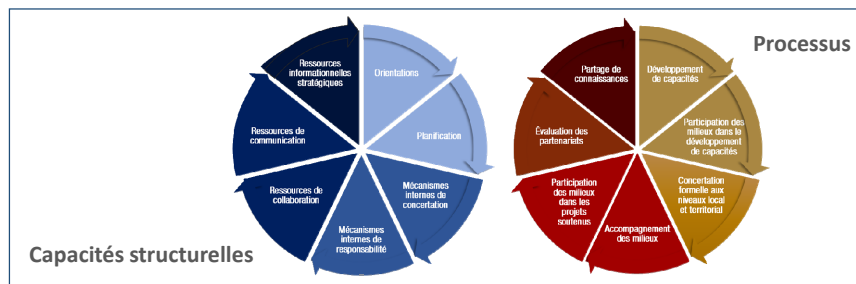 Capacités structurelles
Orientations
Planification
Mécanismes
internes de
concertation
Mécanismes
internes de
responsabilité
Ressources de
collaboration
Ressources de
communication
Ressources
informationnelles
stratégiques
Processus
Développement
de capacités
Participation des
milieux dans le
développement
de capacités
Concertation
formelle aux
niveaux local
et territorial
Accompagnement
des milieux
Participation
des milieux
dans les
projets
soutenus
Évaluation des
partenariats
Partage de
connaissances